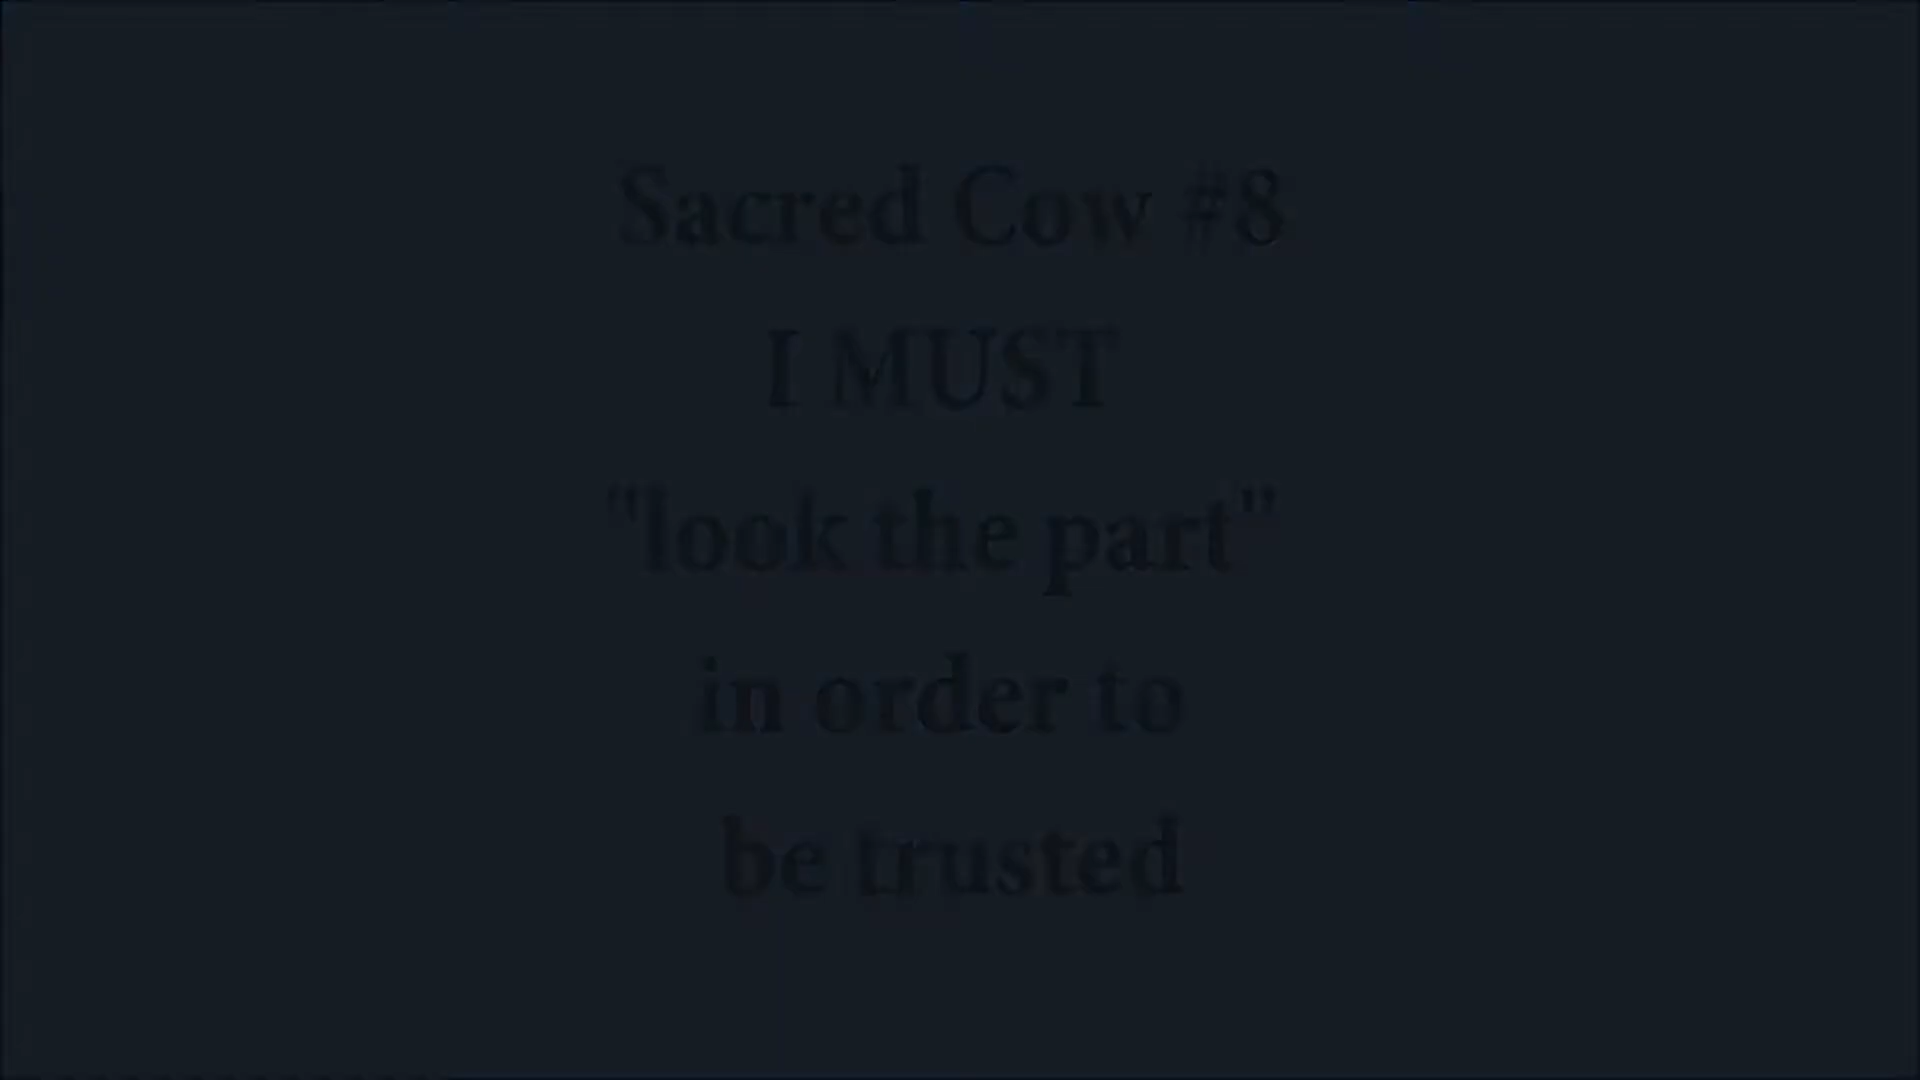 Sacred Cow #8
I MUST
"look the part"
in order to
be trusted